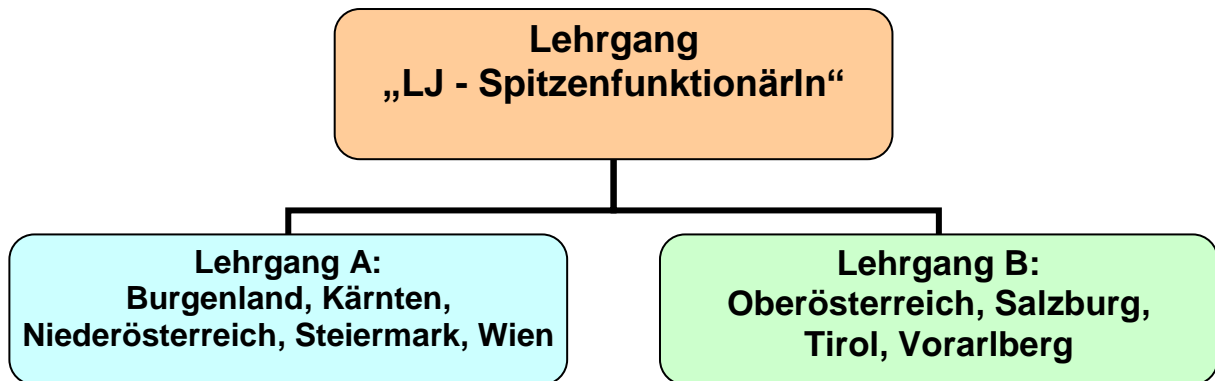 Lehrgang
„LJ - SpitzenfunktionärIn“
Lehrgang A:
Burgenland, Kärnten,
Niederösterreich, Steiermark, Wien
Lehrgang B:
Oberösterreich, Salzburg,
Tirol, Vorarlberg